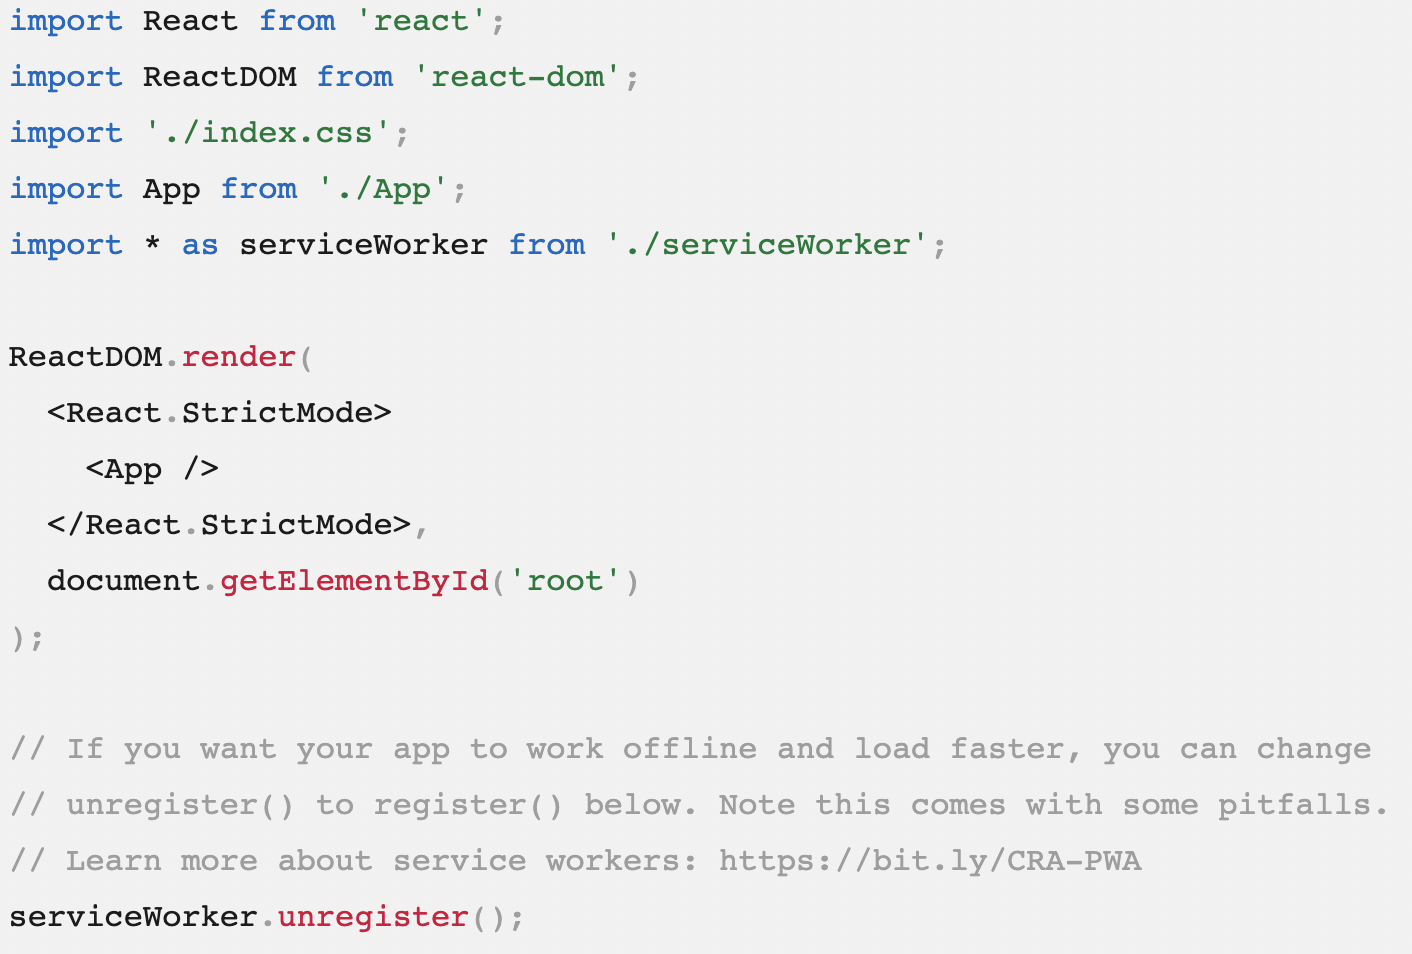 import React from 'react';
import ReactDOM from 'react-dom';
import './index.css';
import App from './App';
import * as serviceWorker from './serviceWorker';

ReactDOM.render(
  <React.StrictMode>
    <App />
  </React.StrictMode>,
  document.getElementById('root')
);

// If you want your app to work offline and load faster, you can change
// unregister() to register() below. Note this comes with some pitfalls.
// Learn more about service workers: https://bit.ly/CRA-PWA
serviceWorker.unregister();